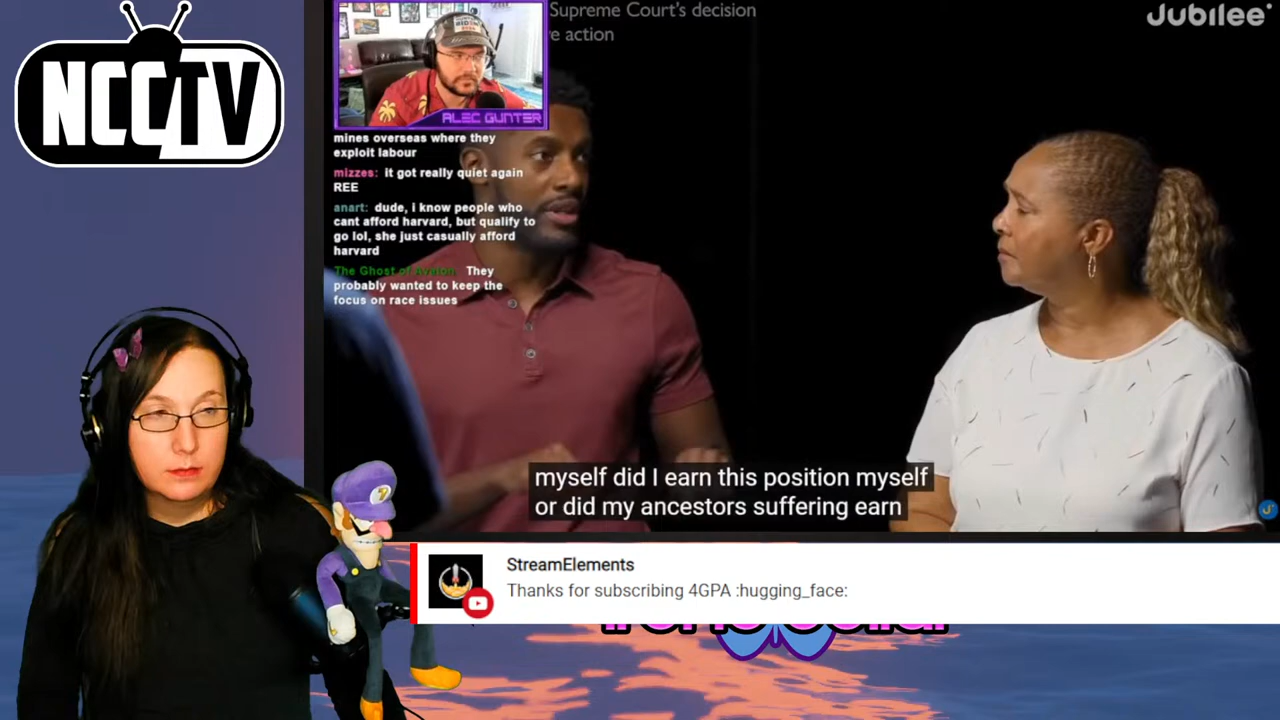 Supreme Court's decision
ve action
Jubilee
NCCTV
ALEC GUNTER
mines overseas where they
exploit labour
mizzes: it got really quiet again
REE
anart: dude, i know people who
cant afford harvard, but qualify to
go lol, she just casually afford
harvard
The Ghost of Aveton They
probably wanted to keep the
focus on race issues
myself did I earn this position myself
or did my ancestors suffering earn
StreamElements
Thanks for subscribing 4GPA :hugging_face: